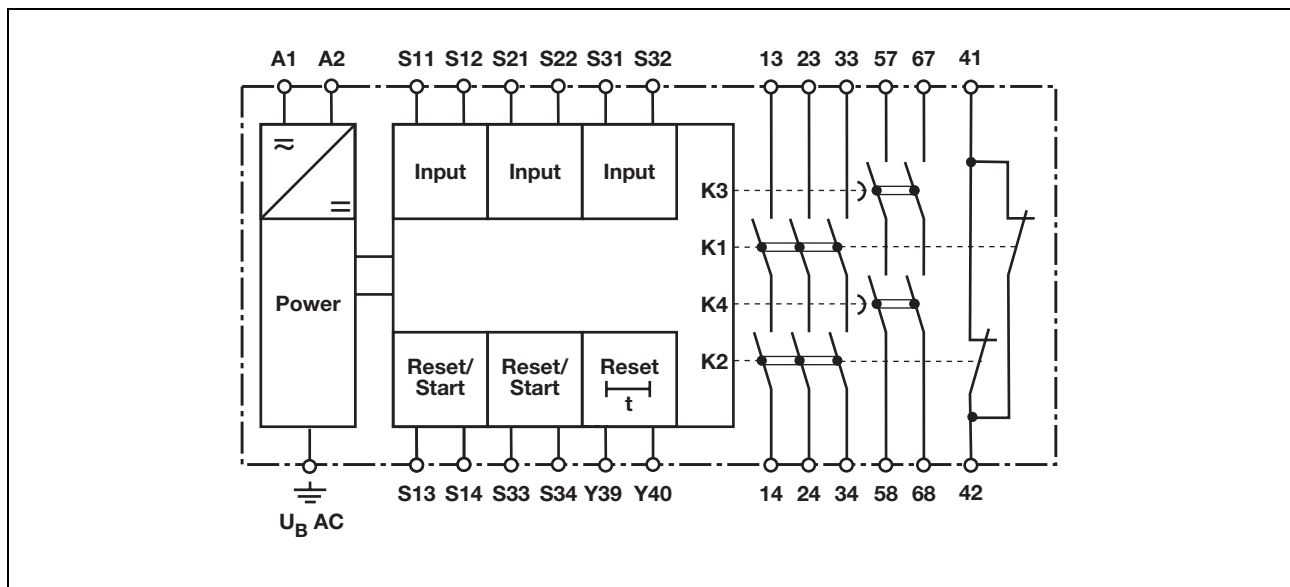 A1 A2 S11 S12 S21 S22 S31 S32 13 23 33 57 67 41
Input Input Input
K3
K1
Power
K4
Reset/ Reset/ Reset
Start Start t
K2
S13 S14 S33 S34 Y39 Y40 14 24 34 58 68 42
UB AC